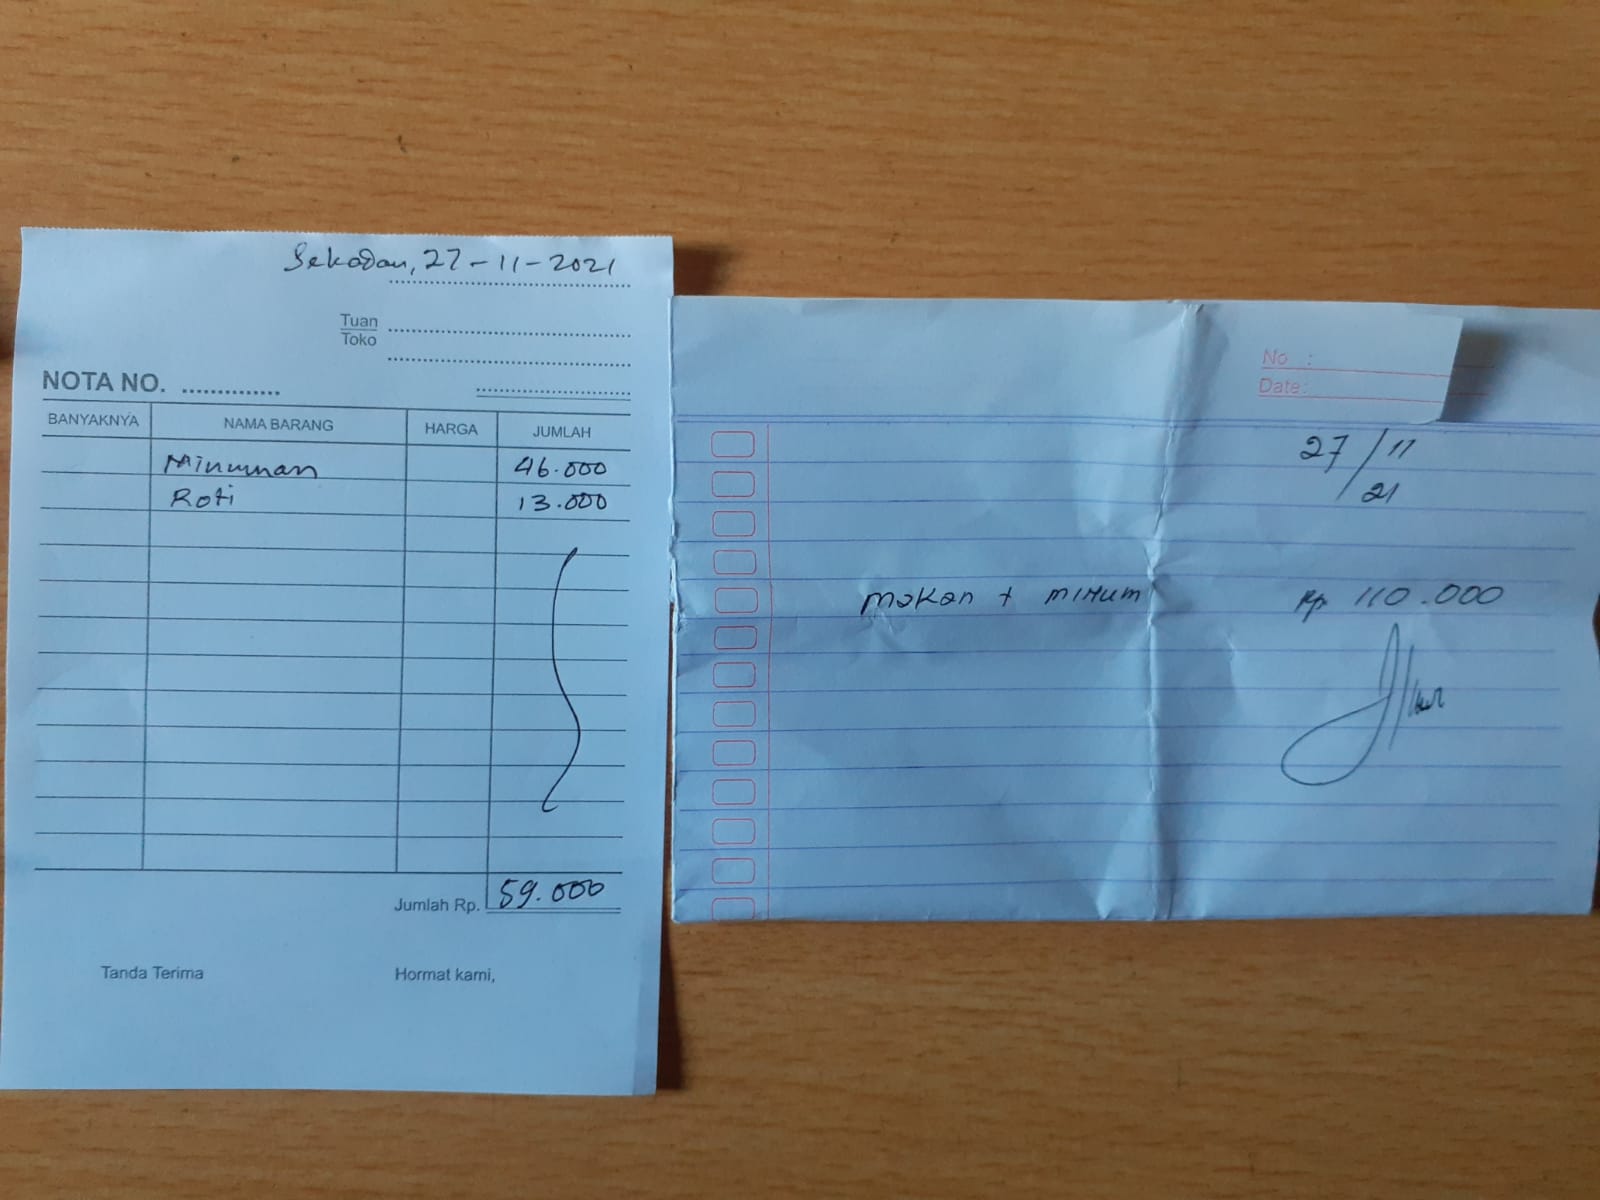 Sekadau, 27-11-2021
Tuan
Toko
NOTA NO.
BANYAKNYA NAMA BARANG HARGA JUMLAH
Minuman 46.000
Roti 13.000
Jumlah Rp. 59.000
Tanda Terima Hormat kami,
No :
Date:
27/11
21
makan + minum Rp 110.000